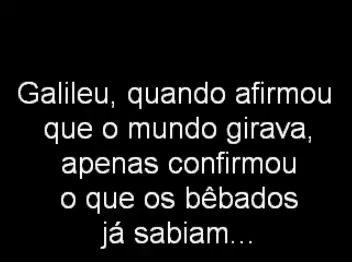 Galileu, quando afirmou
que o mundo girava,
apenas confirmou
o que os bêbados
já sabiam...